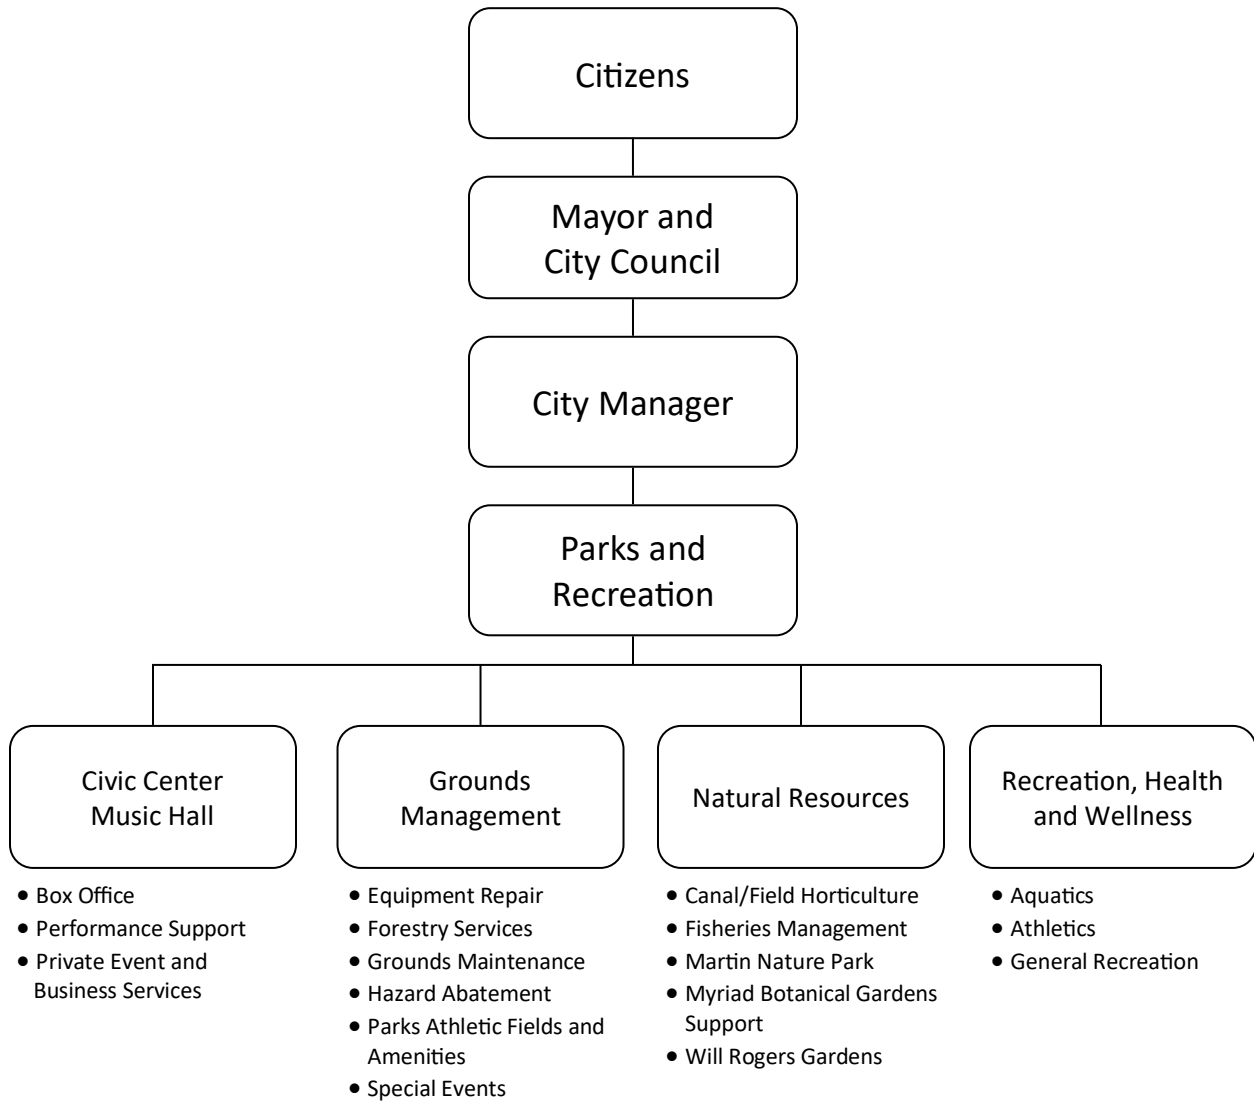 Citizens
Mayor and
City Council
City Manager
Parks and
Recreation
Civic Center
Music Hall
• Box Office
• Performance Support
• Private Event and
Business Services
Grounds
Management
• Equipment Repair
• Forestry Services
• Grounds Maintenance
• Hazard Abatement
• Parks Athletic Fields and
Amenities
• Special Events
Natural Resources
• Canal/Field Horticulture
• Fisheries Management
• Martin Nature Park
• Myriad Botanical Gardens
Support
• Will Rogers Gardens
Recreation, Health
and Wellness
• Aquatics
• Athletics
• General Recreation